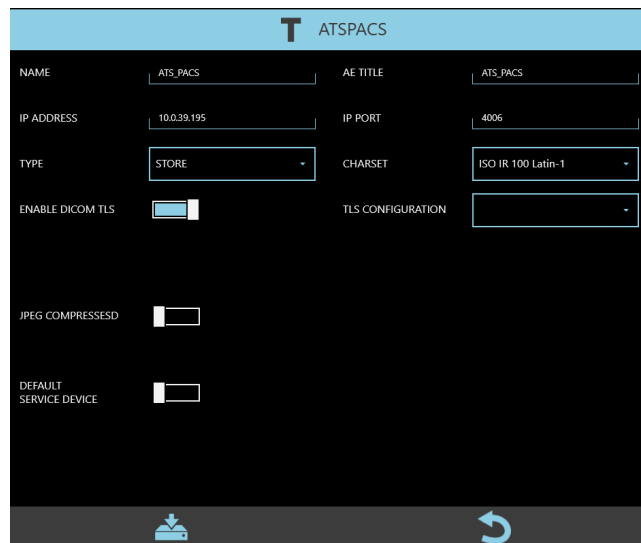 T ATSPACS
NAME ATS_PACS AE TITLE ATS_PACS
IP ADDRESS 10.0.39.195 IP PORT 4006
TYPE STORE CHARSET ISO IR 100 Latin-1
ENABLE DICOM TLS TLS CONFIGURATION
JPEG COMPRESSESD
DEFAULT
SERVICE DEVICE